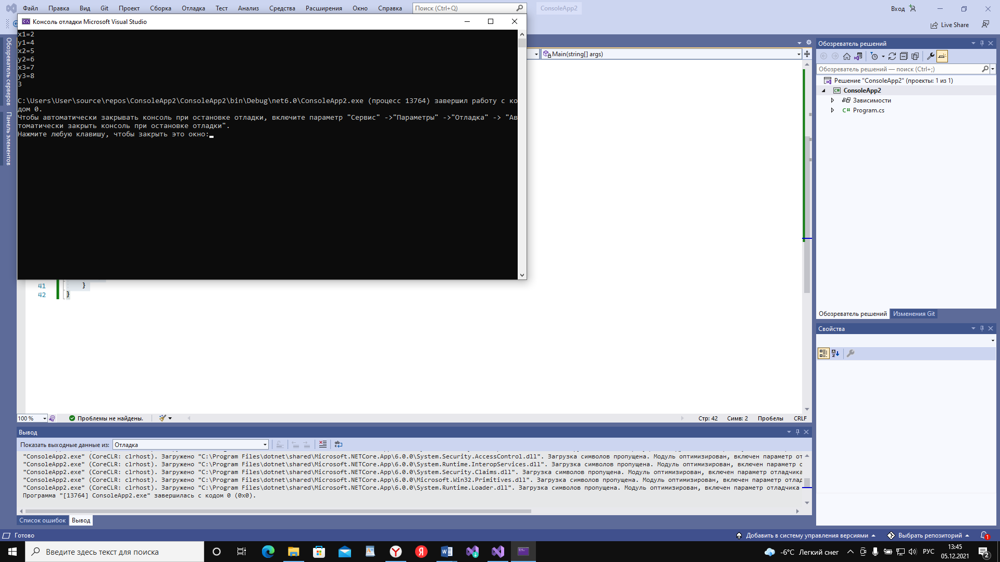 Файл Правка Вид Git Проект Сборка Отладка Тест Анализ Средства Расширения Окно Справка Поиск (Ctrl+Q) ConsoleApp2 Вход
Live Share
Консоль отладки Microsoft Visual Studio
x1=2
y1=4
x2=5
y2=6
x3=7
y3=8
3
C:\Users\User\source\repos\ConsoleApp2\ConsoleApp2\bin\Debug\net6.0\ConsoleApp2.exe (процесс 13764) завершил работу с ко
дом 0.
Чтобы автоматически закрывать консоль при остановке отладки, включите параметр "Сервис" ->"Параметры" ->"Отладка" -> "Ав
томатически закрыть консоль при остановке отладки".
Нажмите любую клавишу, чтобы закрыть это окно:
Обозреватель серверов
Панель элементов
Main(string[] args)
41 }
42 }
100 % Проблемы не найдены. Стр: 42 Симв: 2 Пробелы CRLF
Обозреватель решений
Обозреватель решений — поиск (Ctrl+;)
Решение "ConsoleApp2" (проекты: 1 из 1)
ConsoleApp2
Зависимости
C# Program.cs
Обозреватель решений Изменения Git
Свойства
Вывод
Показать выходные данные из: Отладка
"ConsoleApp2.exe" (CoreCLR: clrhost). Загружено "C:\Program Files\dotnet\shared\Microsoft.NETCore.App\6.0.0\System.Security.AccessControl.dll". Загрузка символов пропущена. Модуль оптимизирован, включен параметр от
"ConsoleApp2.exe" (CoreCLR: clrhost). Загружено "C:\Program Files\dotnet\shared\Microsoft.NETCore.App\6.0.0\System.Runtime.InteropServices.dll". Загрузка символов пропущена. Модуль оптимизирован, включен параметр с
"ConsoleApp2.exe" (CoreCLR: clrhost). Загружено "C:\Program Files\dotnet\shared\Microsoft.NETCore.App\6.0.0\System.Security.Claims.dll". Загрузка символов пропущена. Модуль оптимизирован, включен параметр отладчика
"ConsoleApp2.exe" (CoreCLR: clrhost). Загружено "C:\Program Files\dotnet\shared\Microsoft.NETCore.App\6.0.0\Microsoft.Win32.Primitives.dll". Загрузка символов пропущена. Модуль оптимизирован, включен параметр отлад
"ConsoleApp2.exe" (CoreCLR: clrhost). Загружено "C:\Program Files\dotnet\shared\Microsoft.NETCore.App\6.0.0\System.Runtime.Loader.dll". Загрузка символов пропущена. Модуль оптимизирован, включен параметр отладчика
Программа "[13764] ConsoleApp2.exe" завершилась с кодом 0 (0x0).
Список ошибок Вывод
Готово Добавить в систему управления версиями Выбрать репозиторий 1
Введите здесь текст для поиска -6°C Легкий снег РУС 13:45
05.12.2021 2